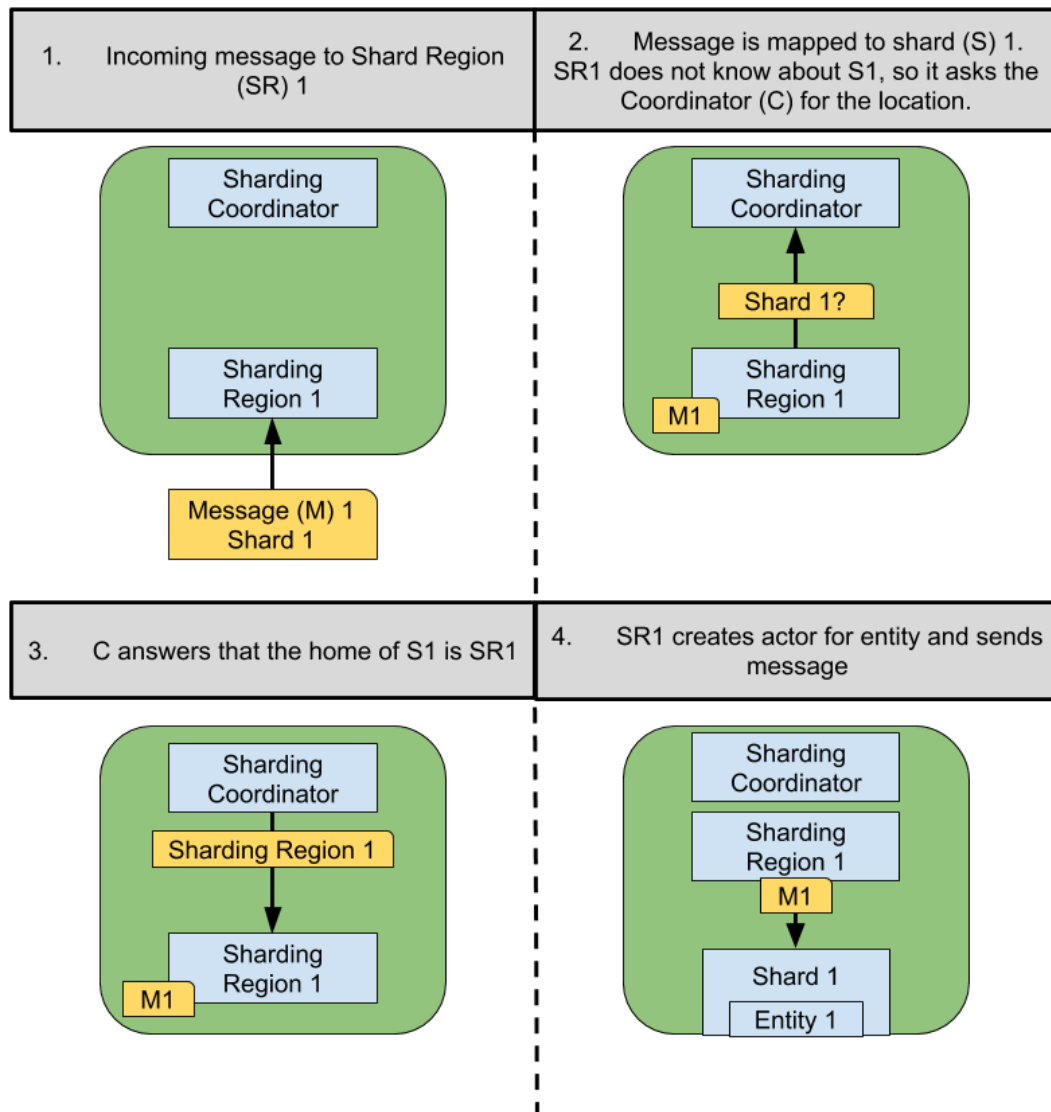 1. Incoming message to Shard Region
(SR) 1
2. Message is mapped to shard (S) 1.
SR1 does not know about S1, so it asks the
Coordinator (C) for the location.
Sharding
Coordinator
Sharding
Region 1
Message (M) 1
Shard 1
Sharding
Coordinator
Shard 1?
Sharding
Region 1
M1
3. C answers that the home of S1 is SR1
4. SR1 creates actor for entity and sends
message
Sharding
Coordinator
Sharding Region 1
Sharding
Region 1
M1
Sharding
Coordinator
Sharding
Region 1
M1
Shard 1
Entity 1